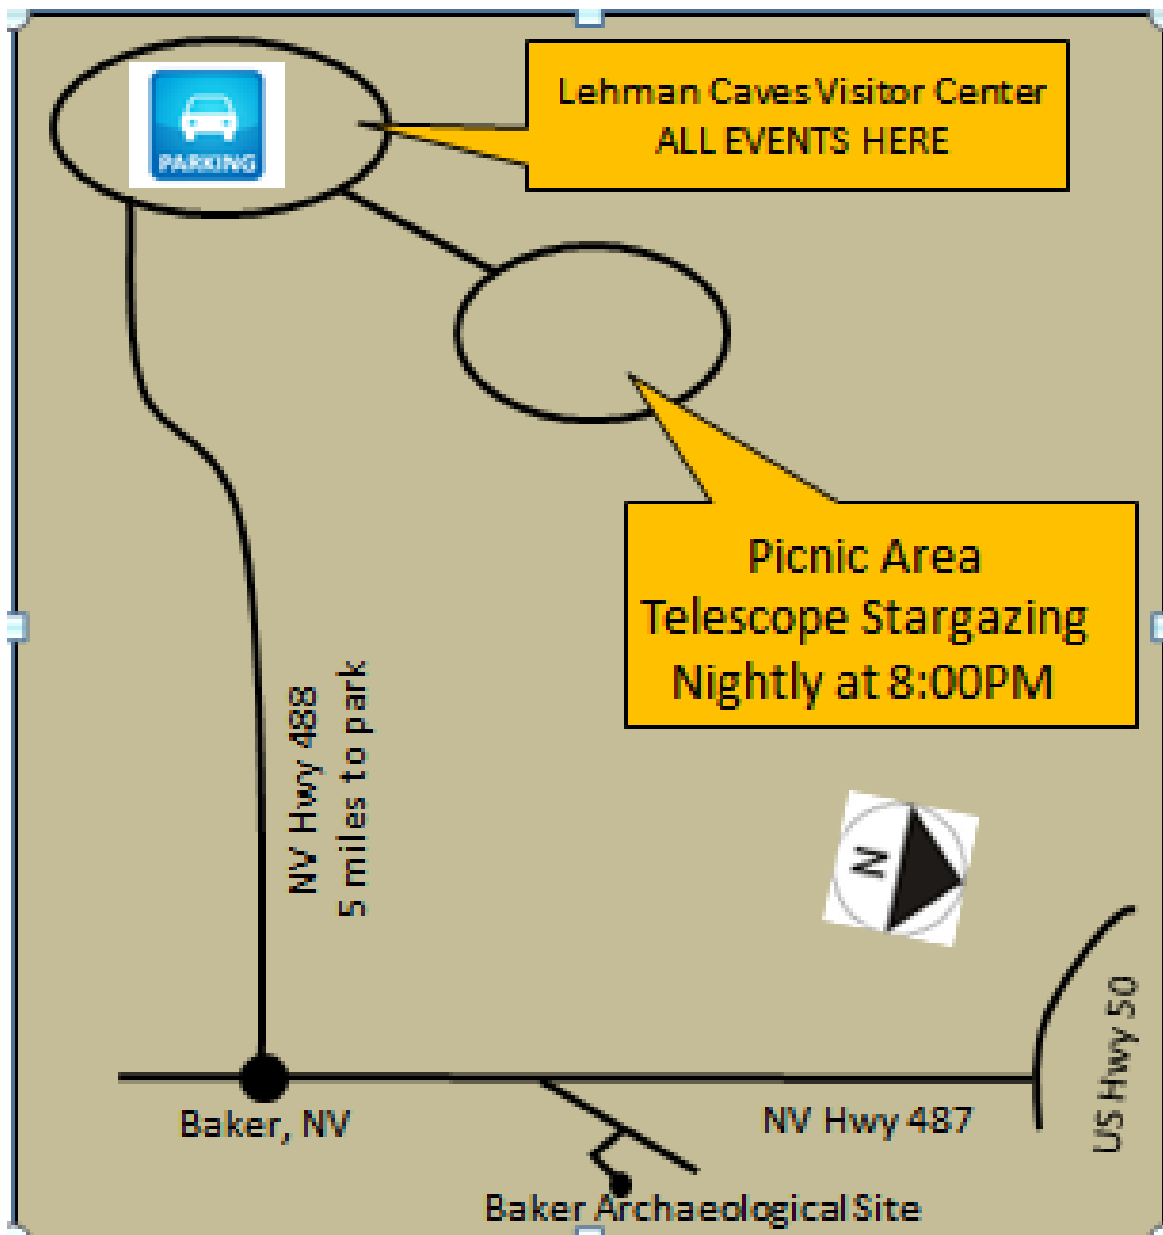 PARKING
Lehman Caves Visitor Center
ALL EVENTS HERE
Picnic Area
Telescope Stargazing
Nightly at 8:00PM
NV Hwy 488
5 miles to park
N
US Hwy 50
Baker, NV
NV Hwy 487
Baker Archaeological Site